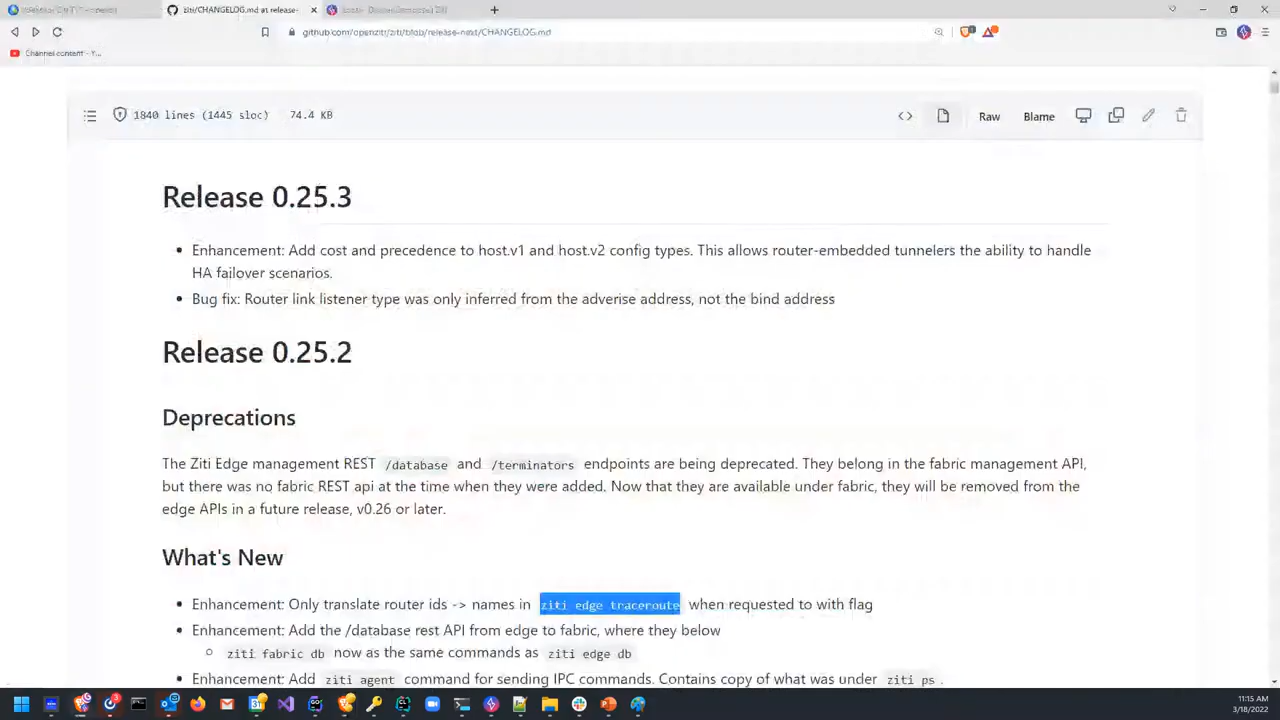 ziti/CHANGELOG.md at release-
github.com/openziti/ziti/blob/release-next/CHANGELOG.md
Channel content - Y...
1840 lines (1445 sloc) 74.4 KB
<> Raw Blame
Release 0.25.3
• Enhancement: Add cost and precedence to host.v1 and host.v2 config types. This allows router-embedded tunnelers the ability to handle
HA failover scenarios.
• Bug fix: Router link listener type was only inferred from the adverise address, not the bind address
Release 0.25.2
Deprecations
The Ziti Edge management REST /database and /terminators endpoints are being deprecated. They belong in the fabric management API,
but there was no fabric REST api at the time when they were added. Now that they are available under fabric, they will be removed from the
edge APIs in a future release, v0.26 or later.
What's New
• Enhancement: Only translate router ids -> names in ziti edge traceroute when requested to with flag
• Enhancement: Add the /database rest API from edge to fabric, where they below
○ ziti fabric db now as the same commands as ziti edge db
• Enhancement: Add ziti agent command for sending IPC commands. Contains copy of what was under ziti ps .
11:15 AM
3/18/2022